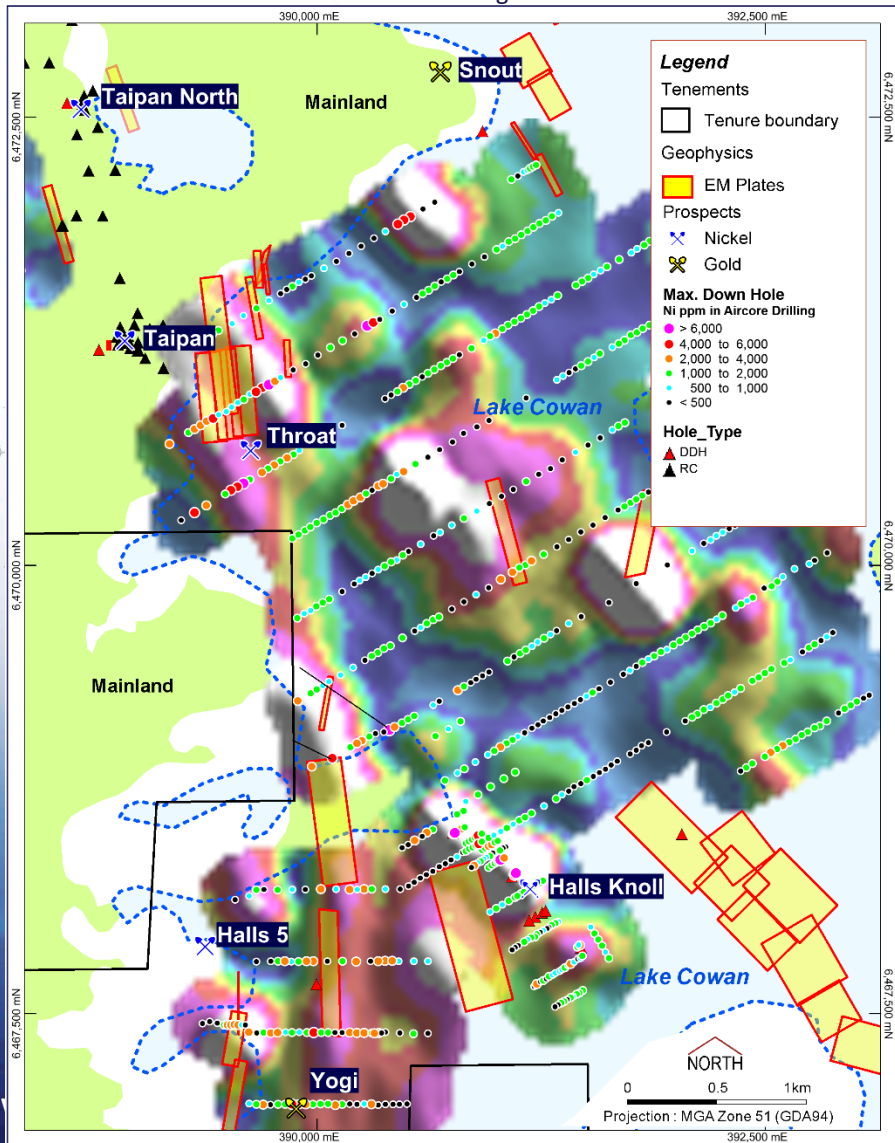 390,000 mE
392,500 mE
Snout
Taipan North
Mainland
6,472,500 mN
6,472,500 mN
Legend
Tenements
Tenure boundary
Geophysics
EM Plates
Prospects
Nickel
Gold
Max. Down Hole
Ni ppm in Aircore Drilling
> 6,000
4,000 to 6,000
2,000 to 4,000
1,000 to 2,000
500 to 1,000
< 500
Hole_Type
DDH
RC
Taipan
Lake Cowan
Throat
6,470,000 mN
6,470,000 mN
Mainland
Halls Knoll
Halls 5
Lake Cowan
6,467,500 mN
6,467,500 mN
NORTH
Yogi
0 0.5 1km
Projection : MGA Zone 51 (GDA94)
390,000 mE
392,500 mE